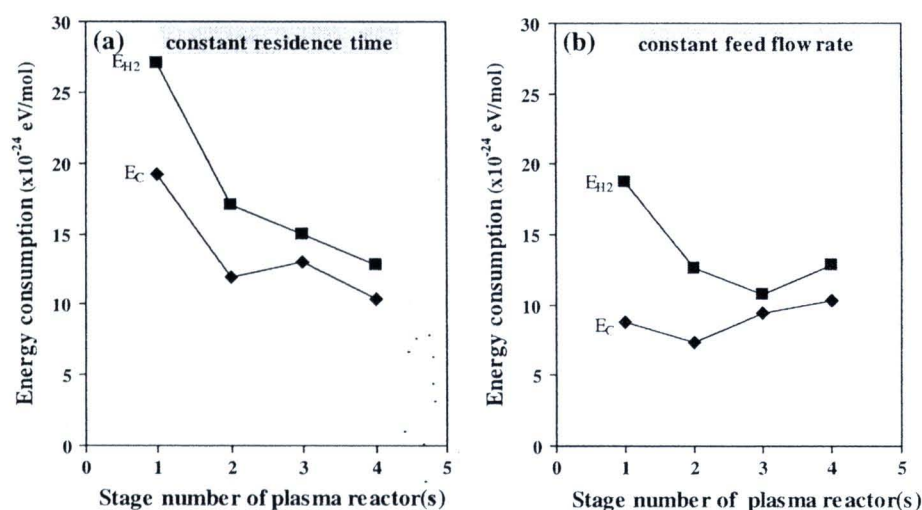 (a) constant residence time
30
25
20
15
10
5
0
E_H2
E_C
Energy consumption (x10^-24 eV/mol)
0 1 2 3 4 5
Stage number of plasma reactor(s)
(b) constant feed flow rate
30
25
20
15
10
5
0
E_H2
E_C
Energy consumption (x10^-24 eV/mol)
0 1 2 3 4 5
Stage number of plasma reactor(s)